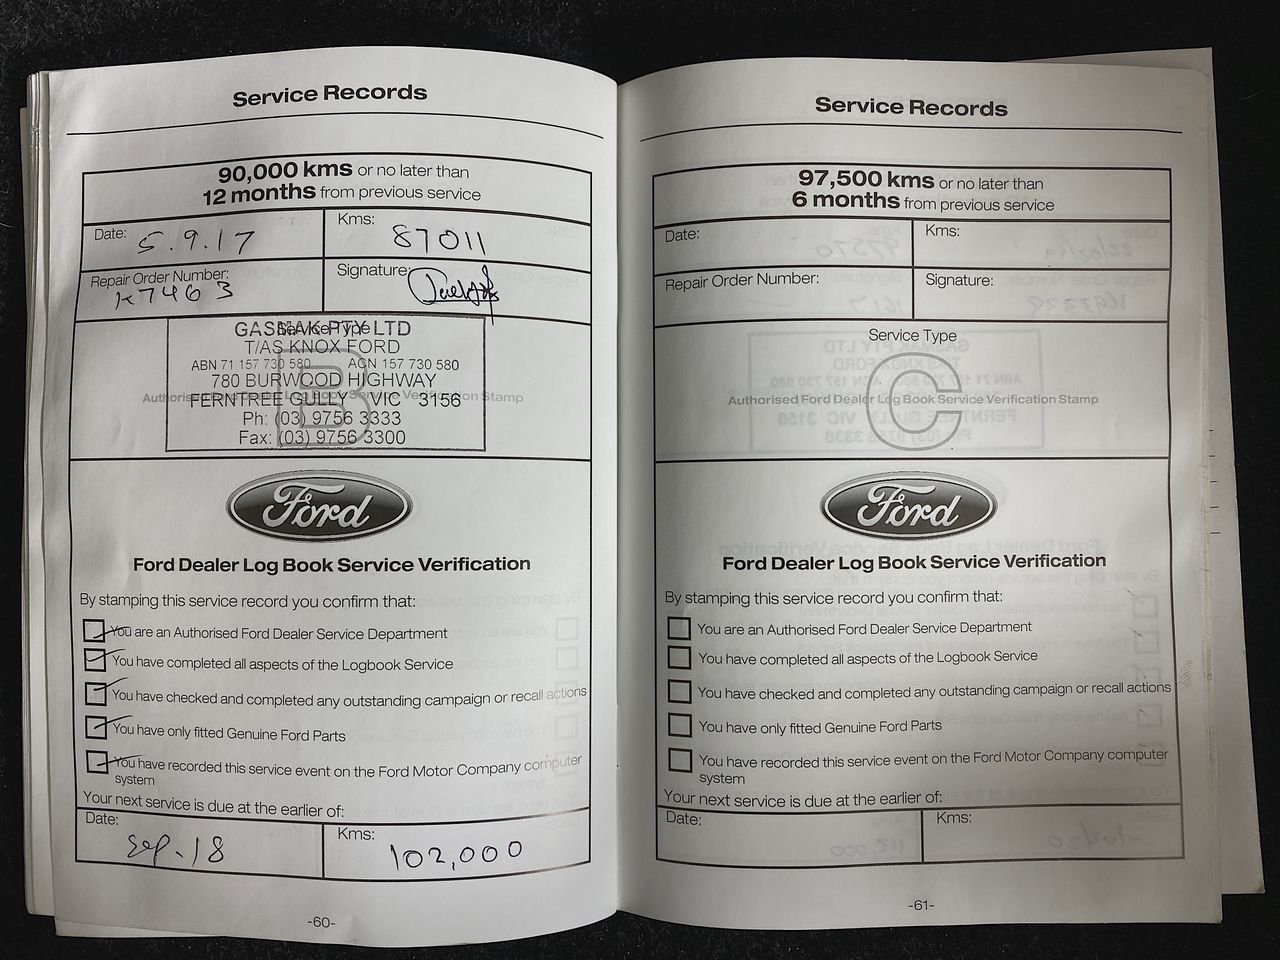 Service Records
90,000 kms or no later than
12 months from previous service
Date: 5.9.17
Kms: 87011
Repair Order Number: K7463
Signature:
Service Type
B
Authorised Ford Dealer Log Book Service Verification Stamp
GASMAK PTY LTD
T/AS KNOX FORD
ABN 71 157 730 580 ACN 157 730 580
780 BURWOOD HIGHWAY
FERNTREE GULLY VIC 3156
Ph: (03) 9756 3333
Fax: (03) 9756 3300
Ford
Ford Dealer Log Book Service Verification
By stamping this service record you confirm that:
You are an Authorised Ford Dealer Service Department
You have completed all aspects of the Logbook Service
You have checked and completed any outstanding campaign or recall actions
You have only fitted Genuine Ford Parts
You have recorded this service event on the Ford Motor Company computer
system
Your next service is due at the earlier of:
Date: Sep-18
Kms: 102,000
-60-
Service Records
97,500 kms or no later than
6 months from previous service
Date:
Kms:
Repair Order Number:
Signature:
Service Type
C
Authorised Ford Dealer Log Book Service Verification Stamp
Ford
Ford Dealer Log Book Service Verification
By stamping this service record you confirm that:
You are an Authorised Ford Dealer Service Department
You have completed all aspects of the Logbook Service
You have checked and completed any outstanding campaign or recall actions
You have only fitted Genuine Ford Parts
You have recorded this service event on the Ford Motor Company computer
system
Your next service is due at the earlier of:
Date:
Kms:
-61-